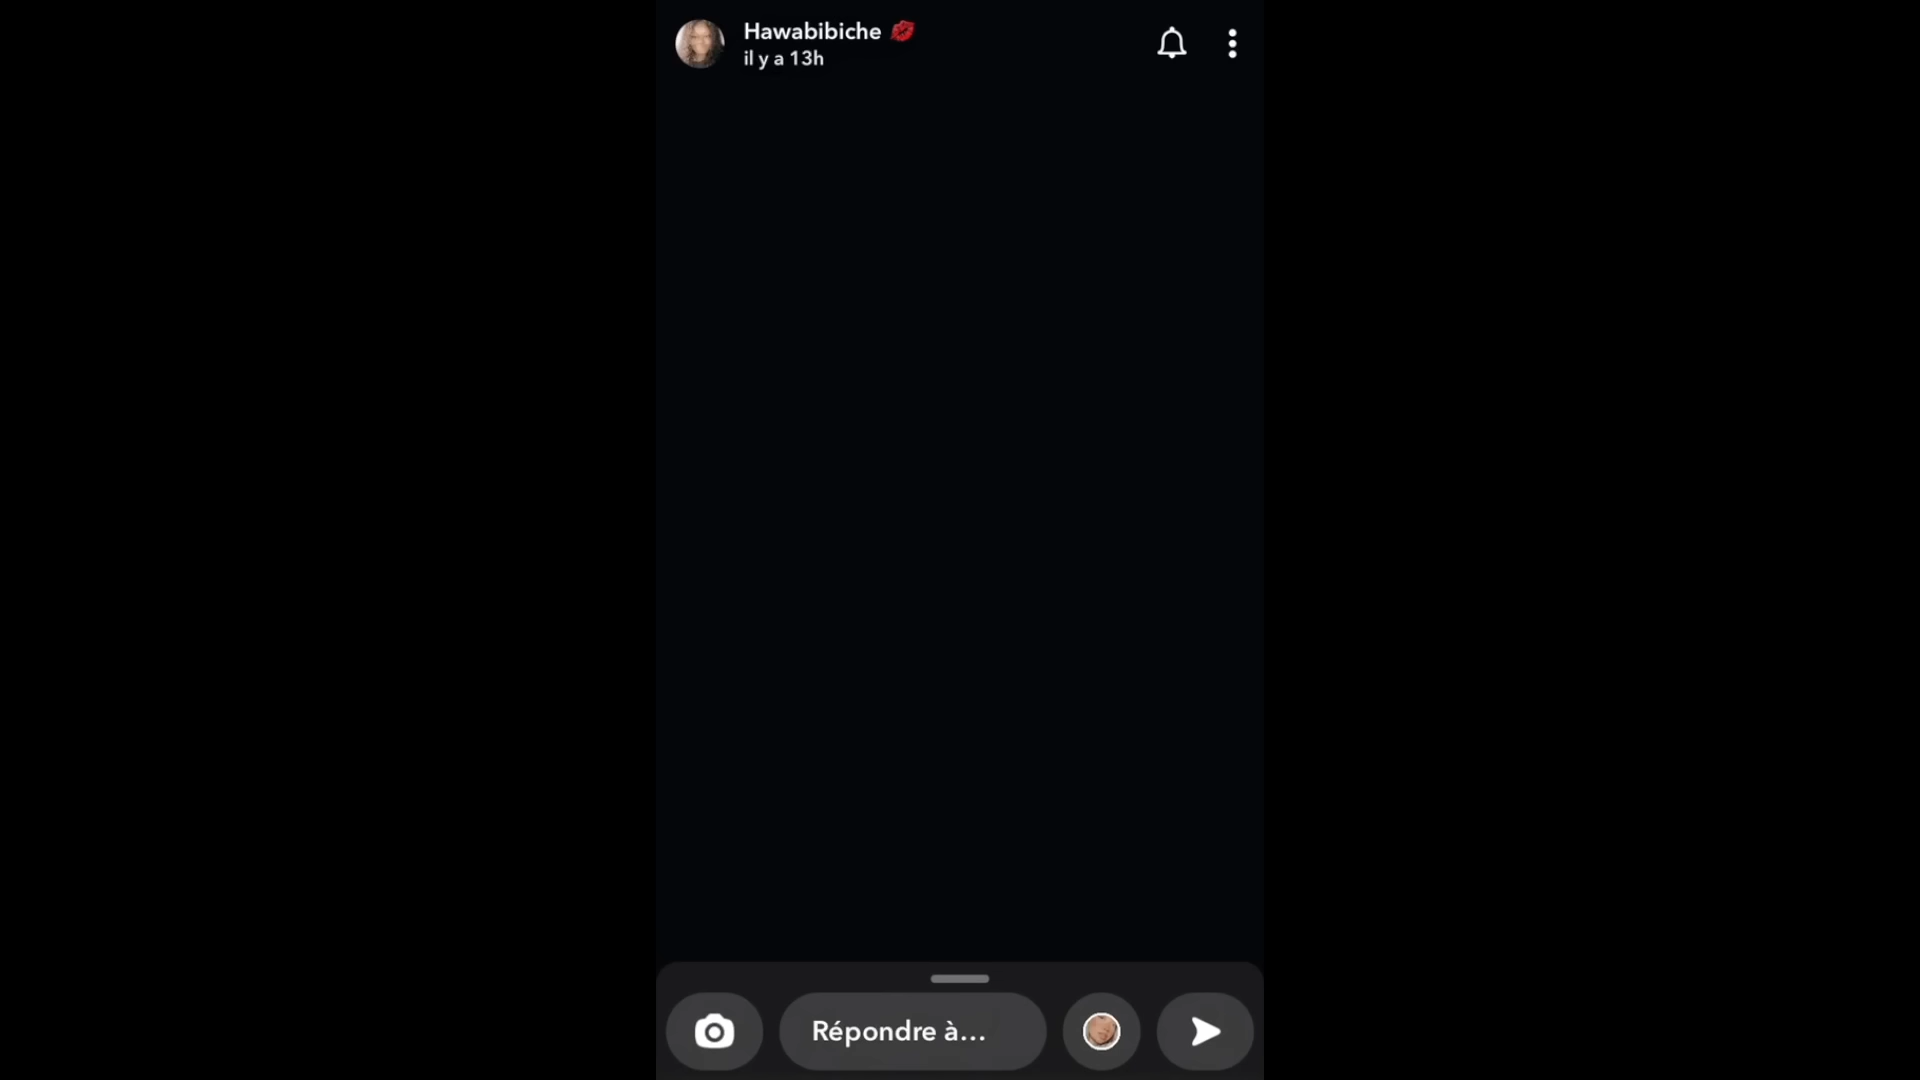 Hawabibiche 💋
il y a 13h
Répondre à...